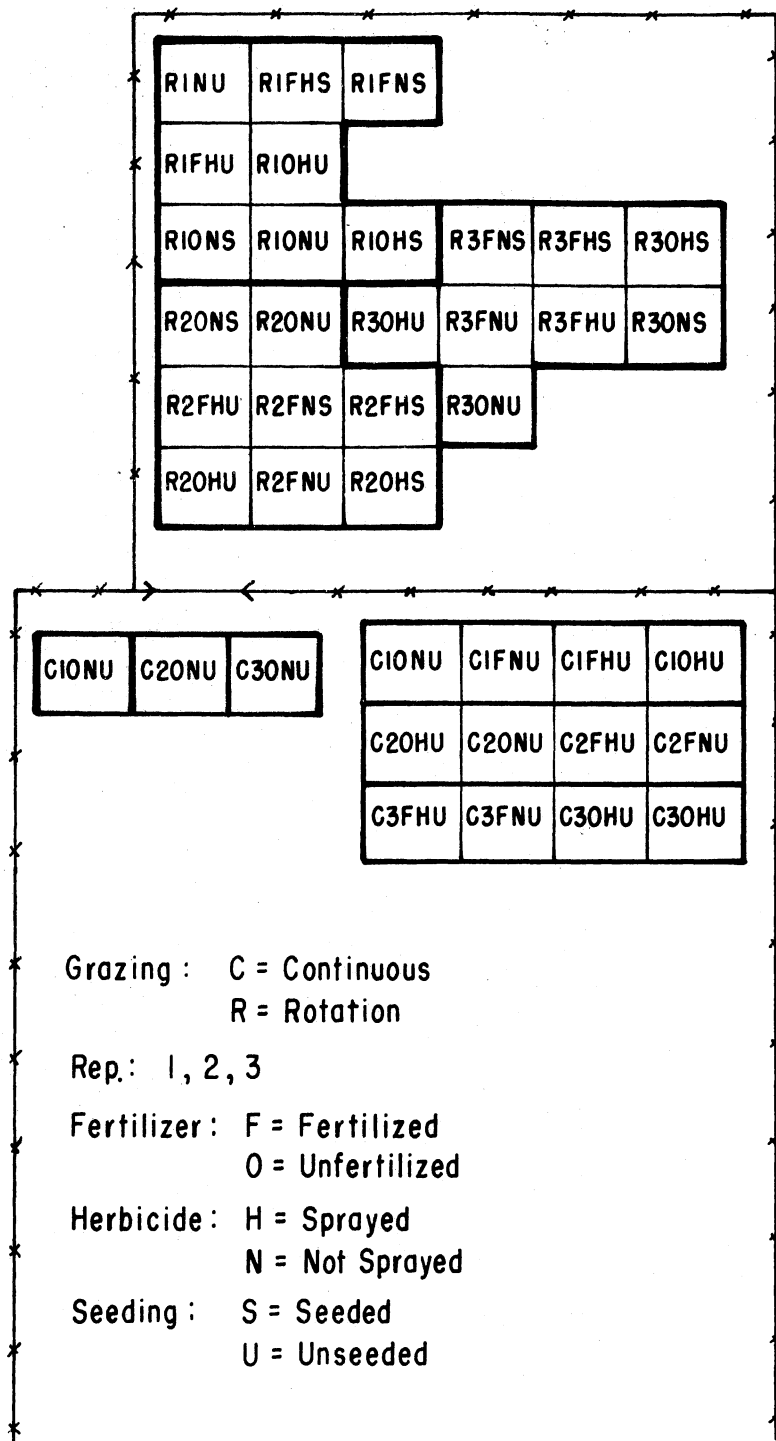 R1NU R1FHS R1FNS
R1FHU R1OHU
R1ONS R1ONU R1OHS R3FNS R3FHS R3OHS
R2ONS R2ONU R3OHU R3FNU R3FHU R3ONS
R2FHU R2FNS R2FHS R3ONU
R2OHU R2FNU R2OHS
C1ONU C2ONU C3ONU
C1ONU C1FNU C1FHU C1OHU
C2OHU C2ONU C2FHU C2FNU
C3FHU C3FNU C3OHU C3OHU
Grazing : C = Continuous
R = Rotation
Rep.: 1, 2, 3
Fertilizer : F = Fertilized
O = Unfertilized
Herbicide : H = Sprayed
N = Not Sprayed
Seeding : S = Seeded
U = Unseeded